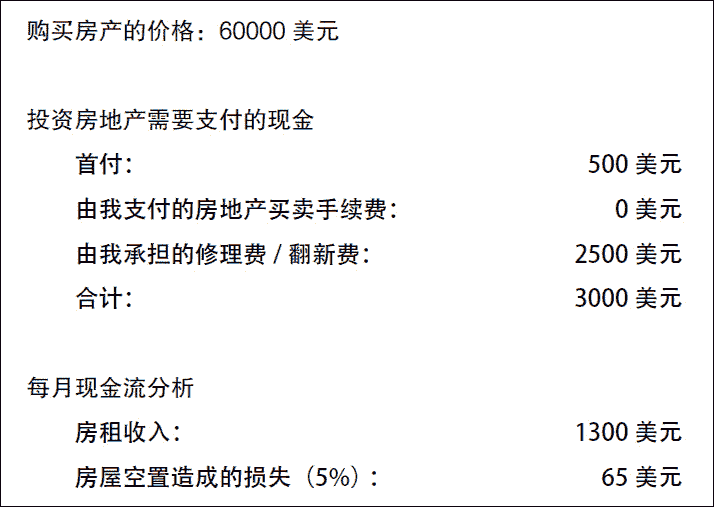 购买房产的价格：60000 美元
投资房地产需要支付的现金
首付： 500 美元
由我支付的房地产买卖手续费： 0 美元
由我承担的修理费 / 翻新费： 2500 美元
合计： 3000 美元
每月现金流分析
房租收入： 1300 美元
房屋空置造成的损失（5%）： 65 美元